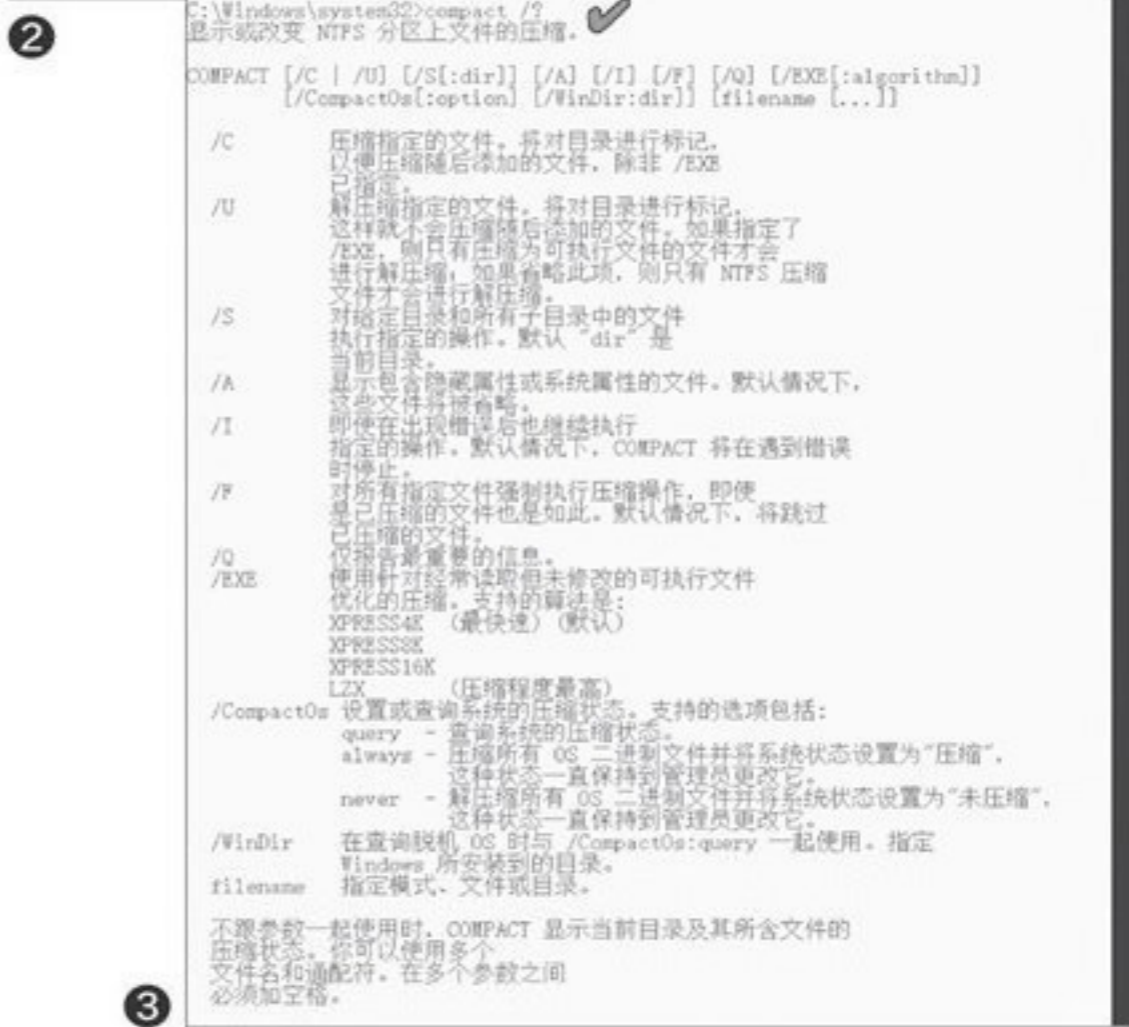 ❷
C:\Windows\system32>compact /?
显示或改变 NTFS 分区上文件的压缩。
COMPACT [/C | /U] [/S[:dir]] [/A] [/I] [/F] [/Q] [/EXE[:algorithm]]
[/CompactOs[:option] [/WinDir:dir]] [filename [...]]
/C 压缩指定的文件。将对目录进行标记,
以便压缩随后添加的文件,除非 /EXE
已指定。
/U 解压缩指定的文件。将对目录进行标记,
这样就不会压缩随后添加的文件。如果指定了
/EXE,则只有压缩为可执行文件的文件才会
进行解压缩;如果省略此项,则只有 NTFS 压缩
文件才会进行解压缩。
/S 对给定目录和所有子目录中的文件
执行指定的操作。默认 "dir" 是
当前目录。
/A 显示包含隐藏属性或系统属性的文件。默认情况下,
这些文件将被省略。
/I 即使在出现错误后也继续执行
指定的操作。默认情况下,COMPACT 将在遇到错误
时停止。
/F 对所有指定文件强制执行压缩操作,即使
是已压缩的文件也是如此。默认情况下,将跳过
已压缩的文件。
/Q 仅报告最重要的信息。
/EXE 使用针对经常读取但未修改的可执行文件
优化的压缩。支持的算法是:
XPRESS4K (最快速) (默认)
XPRESS8K
XPRESS16K
LZX (压缩程度最高)
/CompactOs 设置或查询系统的压缩状态。支持的选项包括:
query - 查询系统的压缩状态。
always - 压缩所有 OS 二进制文件并将系统状态设置为"压缩",
这种状态一直保持到管理员更改它。
never - 解压缩所有 OS 二进制文件并将系统状态设置为"未压缩",
这种状态一直保持到管理员更改它。
/WinDir 在查询脱机 OS 时与 /CompactOs:query 一起使用。指定
Windows 所安装到的目录。
filename 指定模式、文件或目录。
不跟参数一起使用时,COMPACT 显示当前目录及其所含文件的
压缩状态。你可以使用多个
文件名和通配符。在多个参数之间
必须加空格。
❸